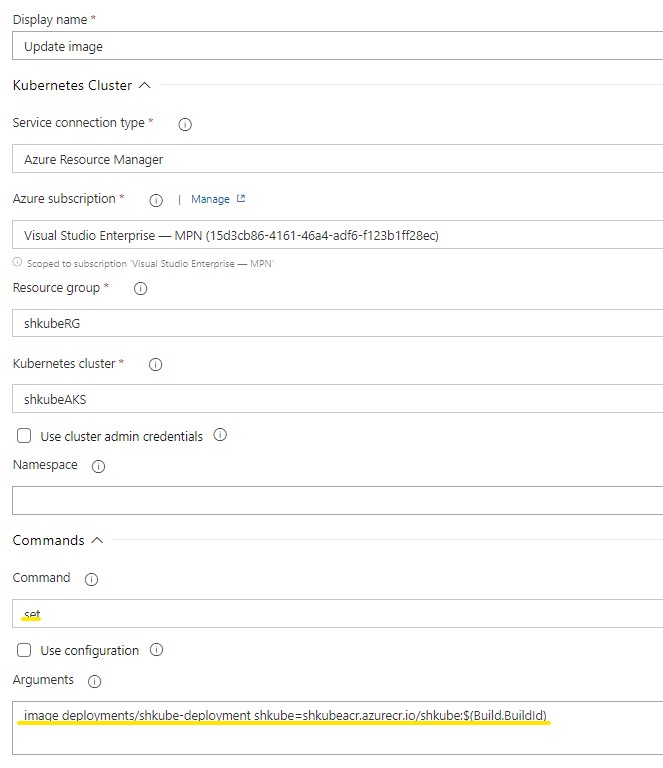 Display name *
Update image
Kubernetes Cluster
Service connection type *
Azure Resource Manager
Azure subscription * | Manage
Visual Studio Enterprise — MPN (15d3cb86-4161-46a4-adf6-f123b1ff28ec)
Scoped to subscription 'Visual Studio Enterprise — MPN'
Resource group *
shkubeRG
Kubernetes cluster *
shkubeAKS
Use cluster admin credentials
Namespace
Commands
Command
set
Use configuration
Arguments
image deployments/shkube-deployment shkube=shkubeacr.azurecr.io/shkube:$(Build.BuildId)